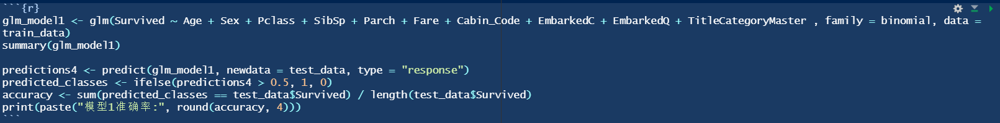 ```{r}
glm_model1 <- glm(Survived ~ Age + Sex + Pclass + SibSp + Parch + Fare + Cabin_Code + EmbarkedC + EmbarkedQ + TitleCategoryMaster , family = binomial, data =
train_data)
summary(glm_model1)
predictions4 <- predict(glm_model1, newdata = test_data, type = "response")
predicted_classes <- ifelse(predictions4 > 0.5, 1, 0)
accuracy <- sum(predicted_classes == test_data$Survived) / length(test_data$Survived)
print(paste("模型1准确率:", round(accuracy, 4)))
```